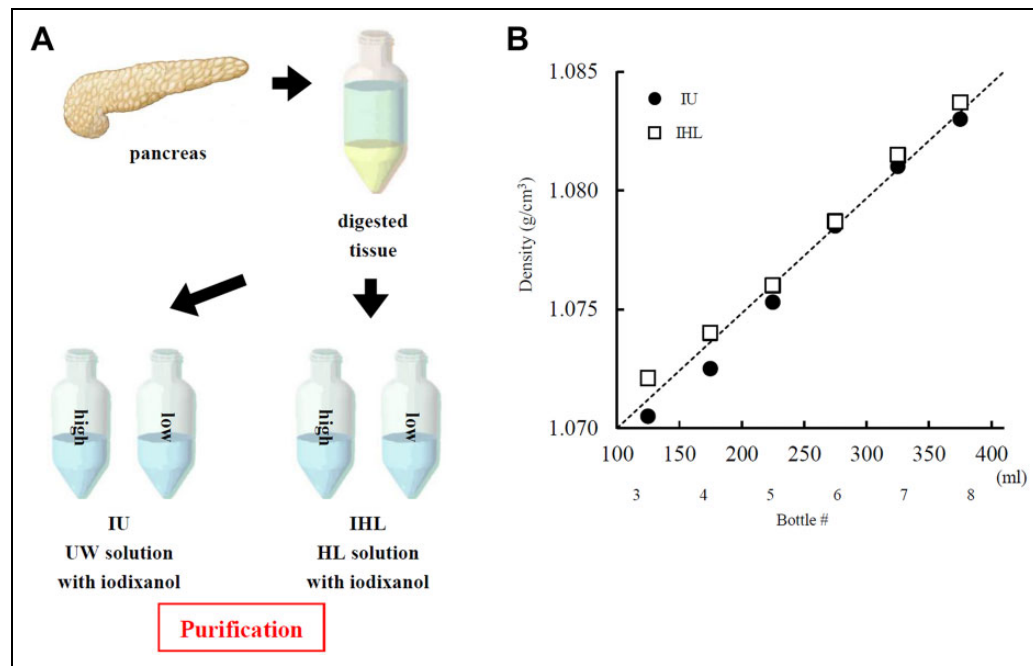 A
pancreas
digested
tissue
high
low
high
low
IU
UW solution
with iodixanol
IHL
HL solution
with iodixanol
Purification
B
1.085
1.080
1.075
1.070
Density (g/cm³)
IU
IHL
100 150 200 250 300 350 400
(ml)
3 4 5 6 7 8
Bottle #